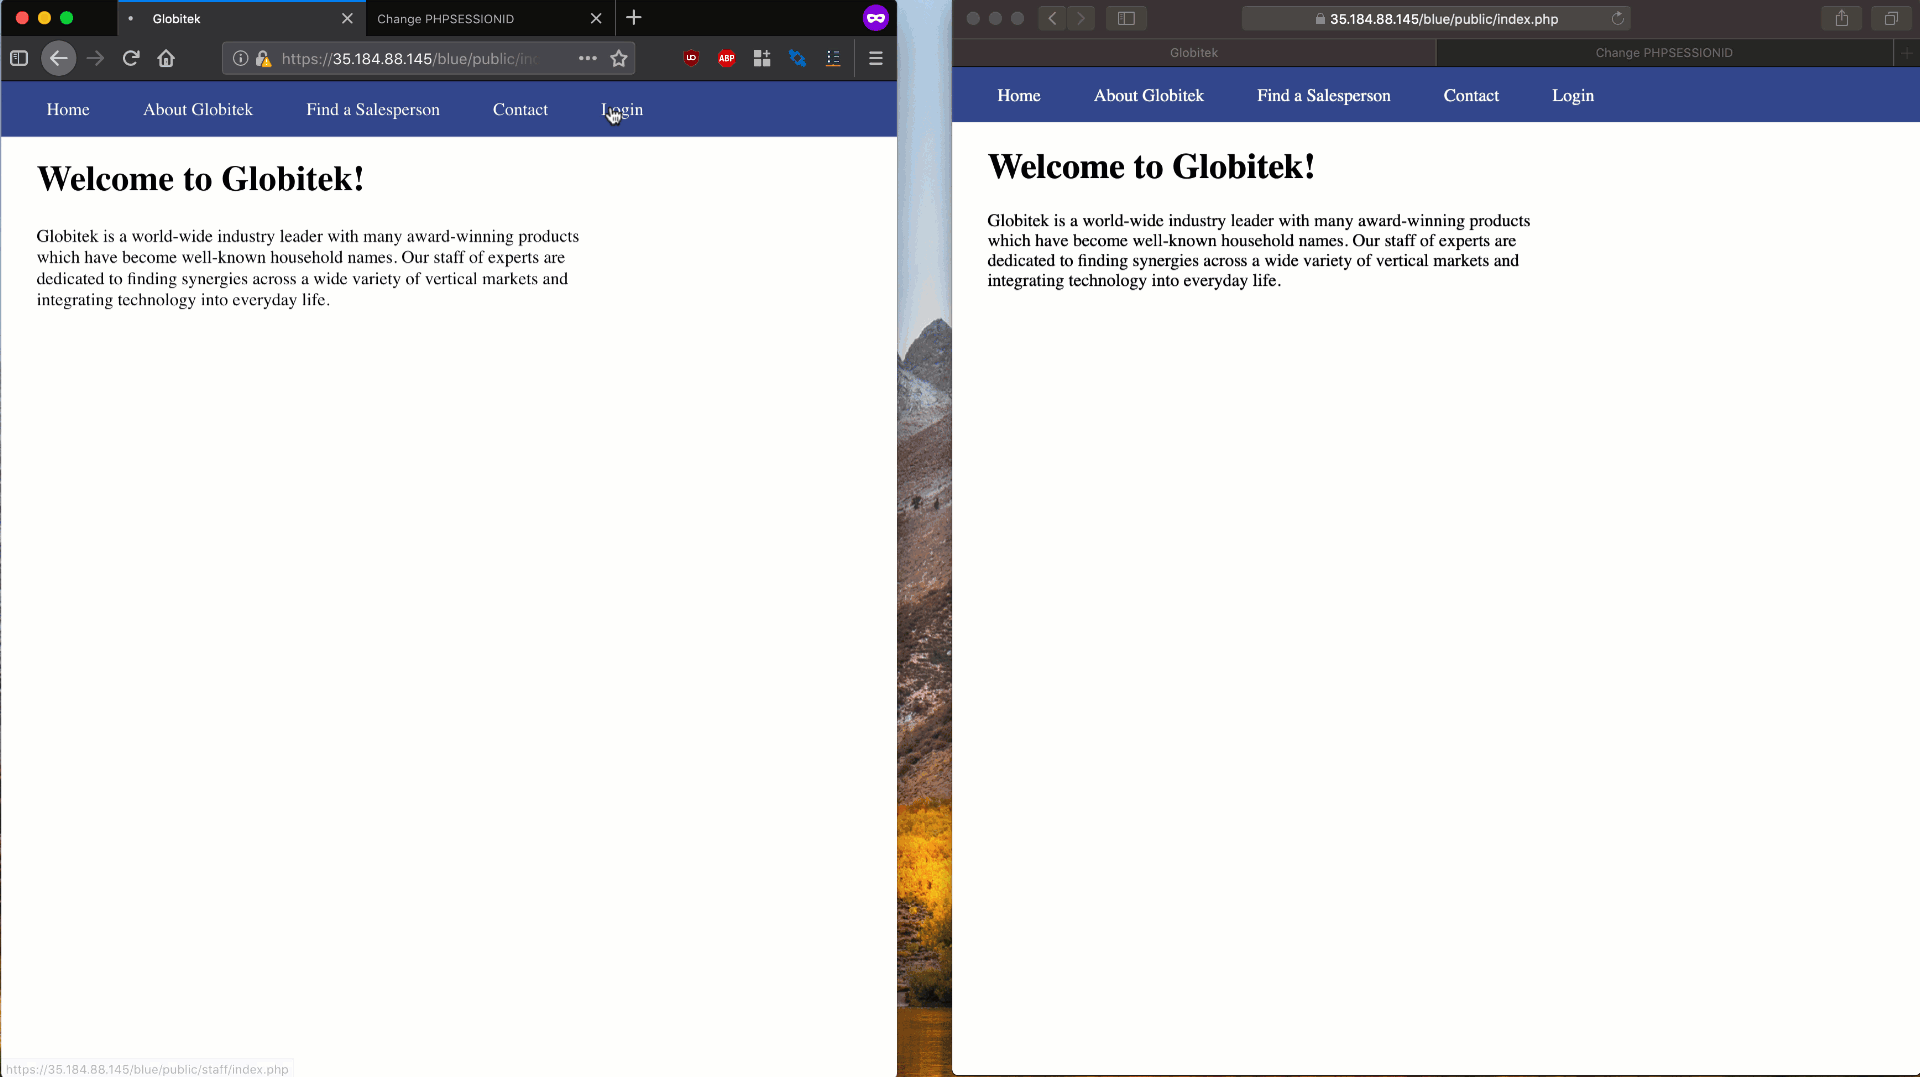 Globitek
Change PHPSESSIONID
https://35.184.88.145/blue/public/in
Home
About Globitek
Find a Salesperson
Contact
Login
Welcome to Globitek!
Globitek is a world-wide industry leader with many award-winning products
which have become well-known household names. Our staff of experts are
dedicated to finding synergies across a wide variety of vertical markets and
integrating technology into everyday life.
https://35.184.88.145/blue/public/staff/index.php
ABP
35.184.88.145/blue/public/index.php
Globitek
Change PHPSESSIONID
Home
About Globitek
Find a Salesperson
Contact
Login
Welcome to Globitek!
Globitek is a world-wide industry leader with many award-winning products
which have become well-known household names. Our staff of experts are
dedicated to finding synergies across a wide variety of vertical markets and
integrating technology into everyday life.